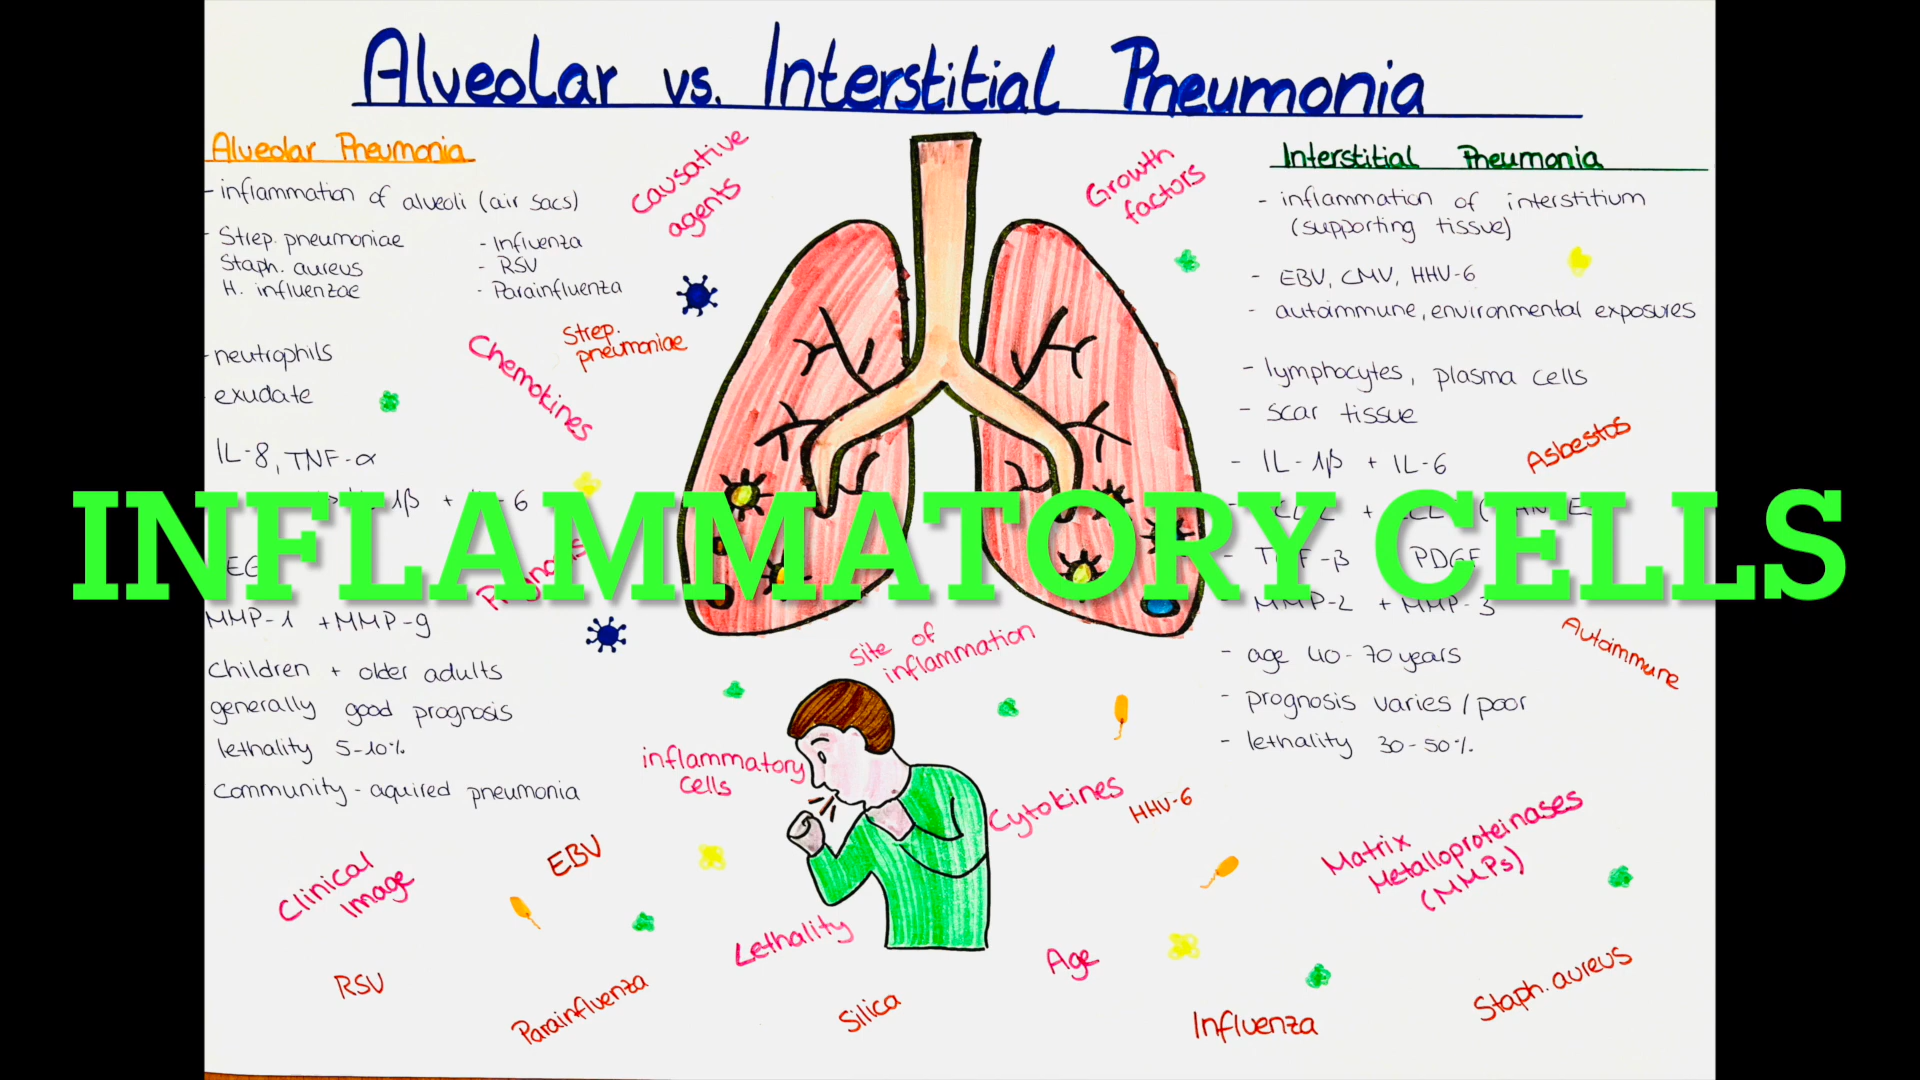 Alveolar vs. Interstitial Pneumonia
Alveolar Pneumonia
- inflammation of alveoli (air sacs)
- Strep. pneumoniae
Staph. aureus
H. influenzae
- Influenza
- RSV
- Parainfluenza
- neutrophils
exudate
IL-8, TNF-α
1β + 6
INFLAMMATORY CELLS
MMP-1 + MMP-9
children + older adults
generally good prognosis
lethality 5-10%
community-aquired pneumonia
Causative
agents
Strep.
pneumoniae
Chemokines
Prognosis
Growth
factors
Interstitial Pneumonia
- inflammation of interstitium
(supporting tissue)
- EBV, CMV, HHV-6
- autoimmune, environmental exposures
- lymphocytes, plasma cells
- scar tissue
- IL-1β + IL-6
PDGF
- MMP-2 + MMP-3
- age 40-70 years
- prognosis varies / poor
- lethality 30-50%
Asbestos
Autoimmune
site of
inflammation
inflammatory
cells
Cytokines
HHV-6
Matrix
Metalloproteinases
(MMPs)
Clinical
Image
EBV
Lethality
Age
RSV
Parainfluenza
Silica
Influenza
Staph. aureus